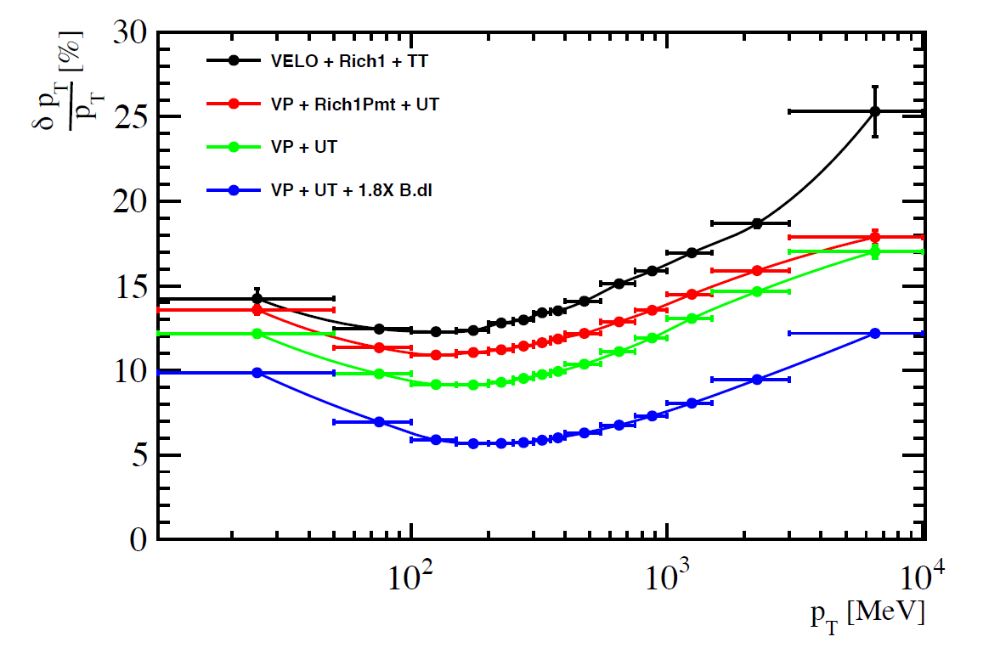 δ p_T / p_T [%]
30
25
20
15
10
5
0
VELO + Rich1 + TT
VP + Rich1Pmt + UT
VP + UT
VP + UT + 1.8X B.dl
10^2
10^3
10^4
p_T [MeV]